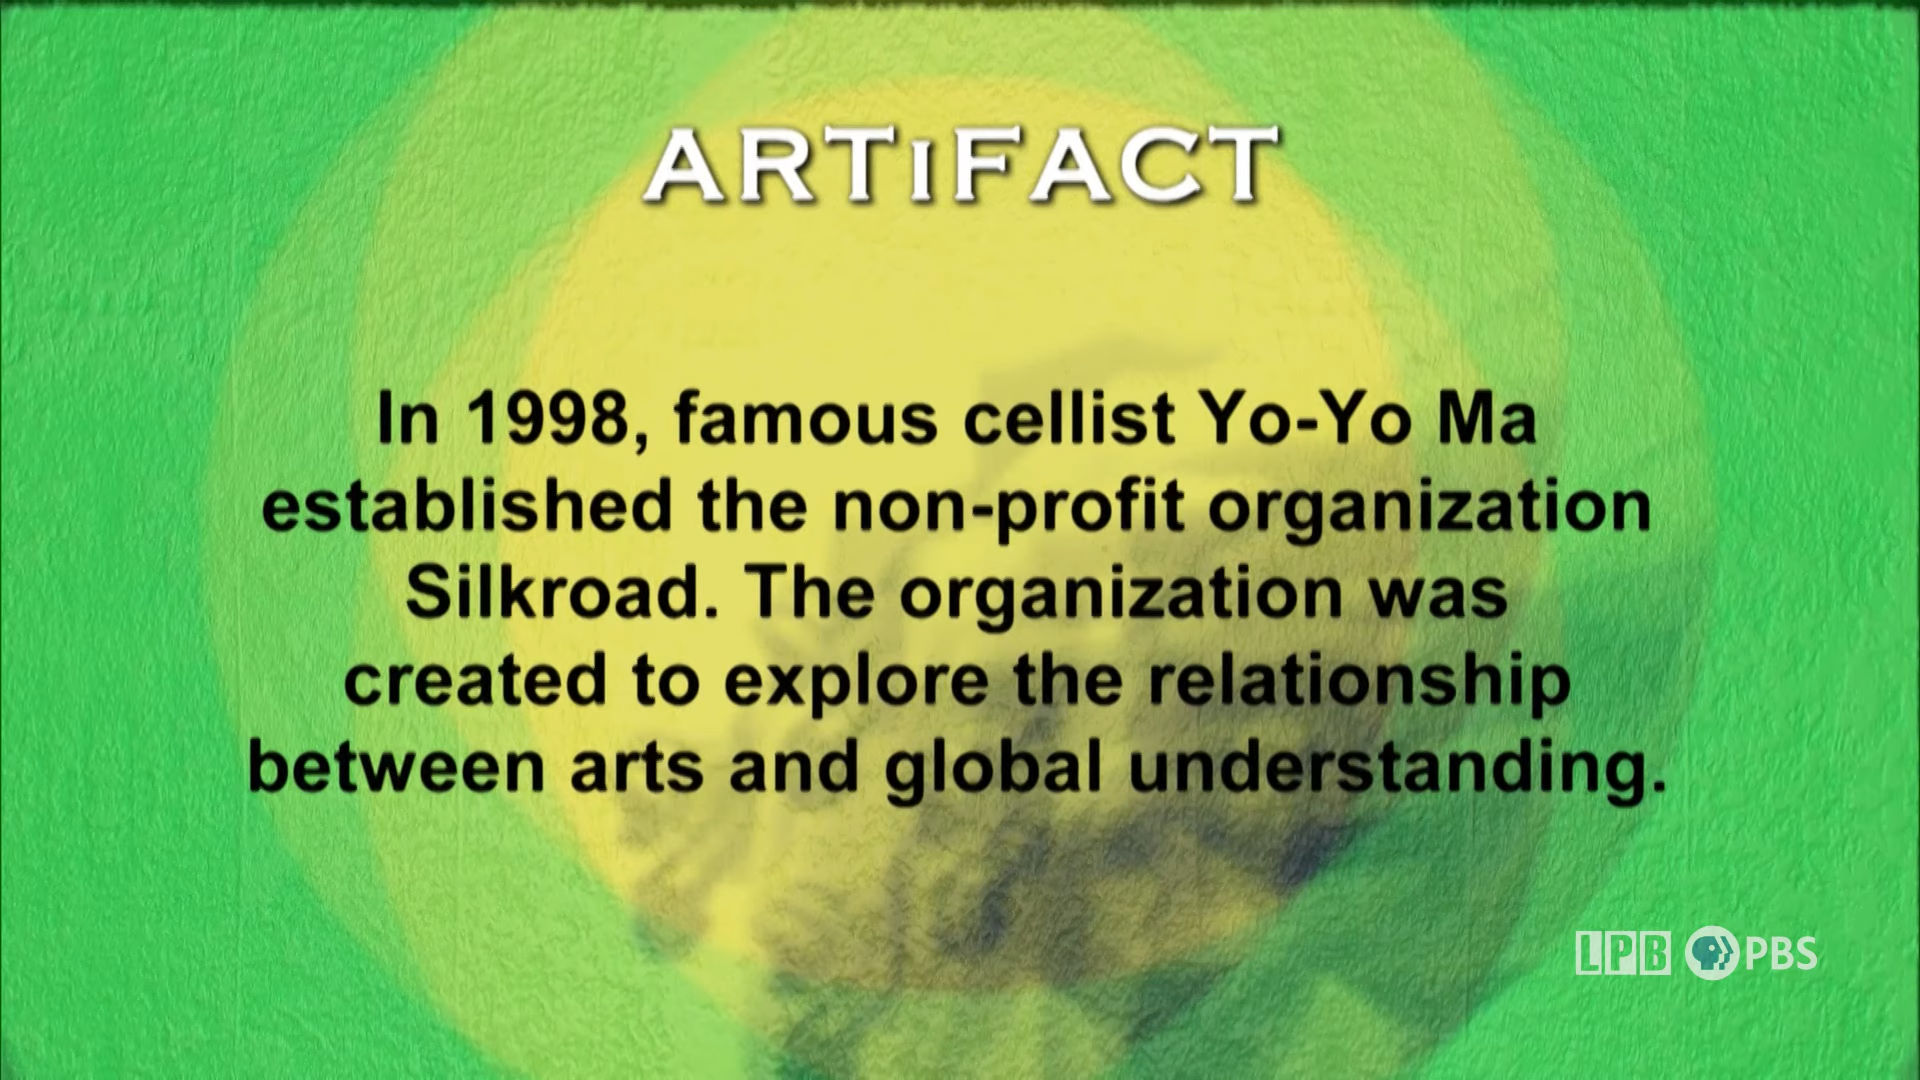 ARTiFACT
In 1998, famous cellist Yo-Yo Ma
established the non-profit organization
Silkroad. The organization was
created to explore the relationship
between arts and global understanding.
LPB PBS